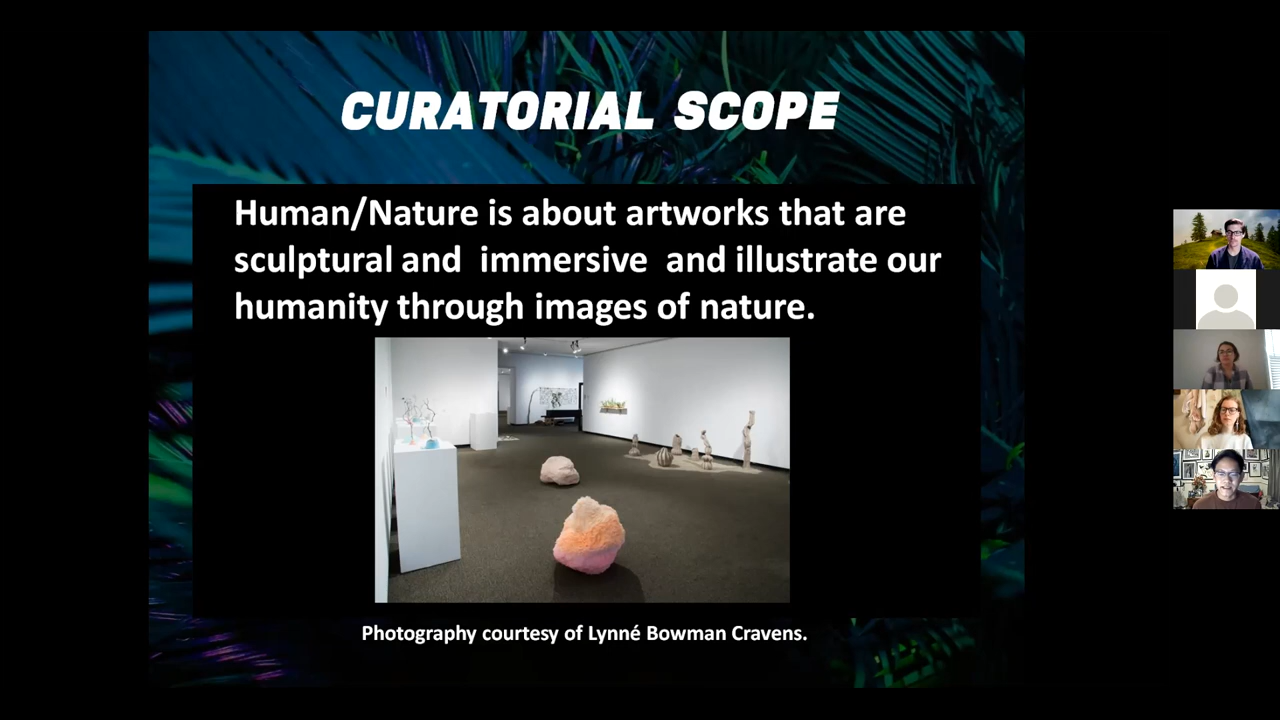 CURATORIAL SCOPE
Human/Nature is about artworks that are
sculptural and  immersive  and illustrate our
humanity through images of nature.
Photography courtesy of Lynné Bowman Cravens.